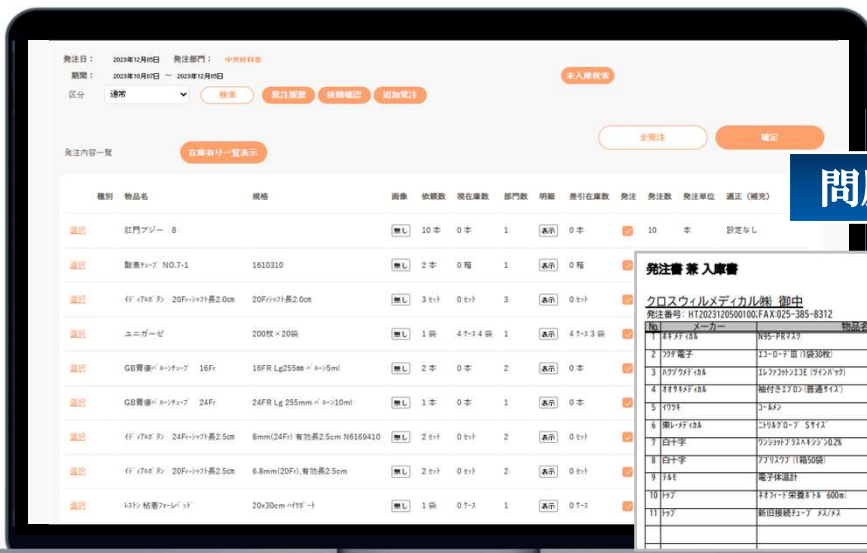 発注日： 2023年12月05日 発注部門： 中央材料室
期間： 2023年10月07日 ～ 2023年12月05日
未入庫検索
区分 通常 検索 発注履歴 依頼確認 追加発注
全発注 確定
発注内容一覧 在庫有り一覧表示
問
種別 物品名 規格 画像 依頼数 現在庫数 部門数 明細 差引在庫数 発注 発注数 発注単位 適正（補充）
選択 肛門ブジー 8 無し 10 本 0 本 1 表示 0 本 10 本 設定なし
選択 酸素ﾁｭｰﾌﾞ NO.7-1 1610310 無し 2 本 0 箱 1 表示 0 箱
選択 ｲﾃﾞｨｱﾙﾎﾞﾀﾝ 20Fr-ｼｬﾌﾄ長2.0cm 20Frｼｬﾌﾄ長2.0cm 無し 3 ｾｯﾄ 0 ｾｯﾄ 3 表示 0 ｾｯﾄ
選択 ユニガーゼ 200枚×20袋 無し 1 袋 4 ｹｰｽ 4 袋 1 表示 4 ｹｰｽ 3 袋
選択 GB胃瘻ﾊﾞﾙｰﾝﾁｭｰﾌﾞ 16Fr 16FR Lg255mm ﾊﾞﾙｰﾝ5ml 無し 2 本 0 本 2 表示 0 本
選択 GB胃瘻ﾊﾞﾙｰﾝﾁｭｰﾌﾞ 24Fr 24FR Lg 255mm ﾊﾞﾙｰﾝ10ml 無し 1 本 0 本 1 表示 0 本
選択 ｲﾃﾞｨｱﾙﾎﾞﾀﾝ 24Fr-ｼｬﾌﾄ長2.5cm 8mm(24Fr) 有効長2.5cm N6169410 無し 2 ｾｯﾄ 0 ｾｯﾄ 2 表示 0 ｾｯﾄ
選択 ｲﾃﾞｨｱﾙﾎﾞﾀﾝ 20Fr-ｼｬﾌﾄ長2.5cm 6.8mm(20Fr),有効長2.5cm 無し 2 ｾｯﾄ 0 ｾｯﾄ 2 表示 0 ｾｯﾄ
選択 ﾚｽﾄﾝ 粘着ﾌｫｰﾑﾊﾟｯﾄﾞ 20x30cm ﾊｲｻﾎﾟｰﾄ 無し 1 袋 0 ｹｰｽ 1 表示 0 ｹｰｽ
発注書 兼 入庫書
クロスウィルメディカル㈱ 御中
発注番号: HT2023120500100;FAX:025-385-8312
No. メーカー 物品名
1 ﾎｷﾞﾒﾃﾞｨｶﾙ N95-PRﾏｽｸ
2 ﾌｸﾀﾞ電子 ｴｺｰﾛｰﾃﾞⅢ(1袋30枚)
3 ﾊｸｿﾞｳﾒﾃﾞｨｶﾙ ｴﾚﾌｧｺｯﾄﾝｴｺE (ﾂｲﾝﾊﾟｯｸ)
4 ｵｵｻｷﾒﾃﾞｨｶﾙ 袖付きｴﾌﾟﾛﾝ(普通ｻｲｽﾞ)
5 ｲﾜﾂｷ ｺｰﾙﾒﾝ
6 東ﾚ･ﾒﾃﾞｨｶﾙ ﾆﾄﾘﾙｸﾞﾛｰﾌﾞ Sｻｲｽﾞ
7 白十字 ﾜﾝｼｮｯﾄﾌﾟﾗｽﾍｷｼｼﾞﾝ0.2%
8 白十字 ｱﾌﾟﾘｽﾜﾌﾞ(1箱50袋)
9 ﾃﾙﾓ 電子体温計
10 ﾄｯﾌﾟ ﾈｵﾌｨｰﾄﾞ栄養ﾎﾞﾄﾙ 600ml
11 ﾄｯﾌﾟ 新旧接続ﾁｭｰﾌﾞ ﾒｽ/ﾒｽ